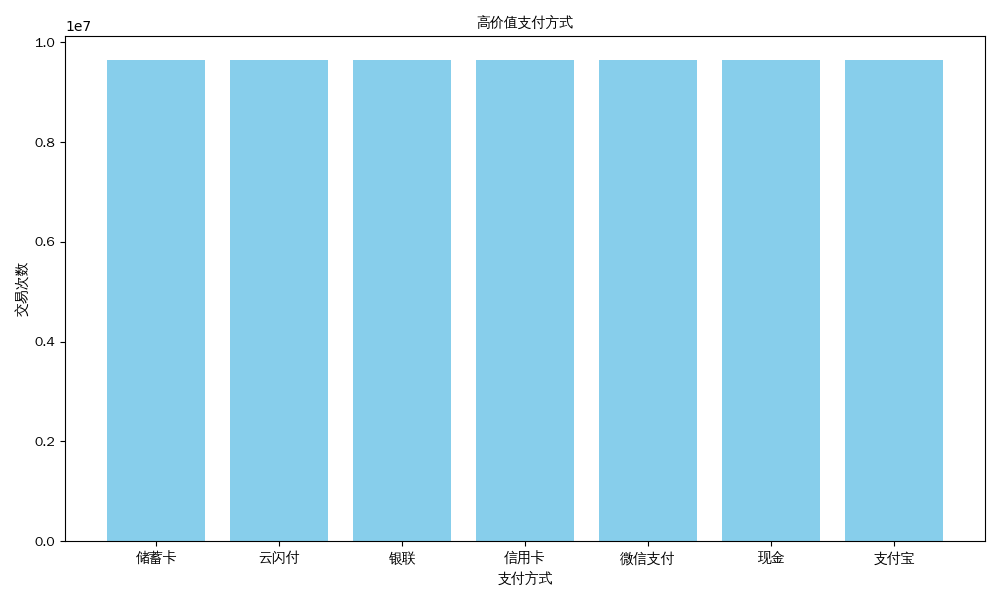 高价值支付方式
1e7
1.0
0.8
0.6
0.4
0.2
0.0
交易次数
储蓄卡 云闪付 银联 信用卡 微信支付 现金 支付宝
支付方式